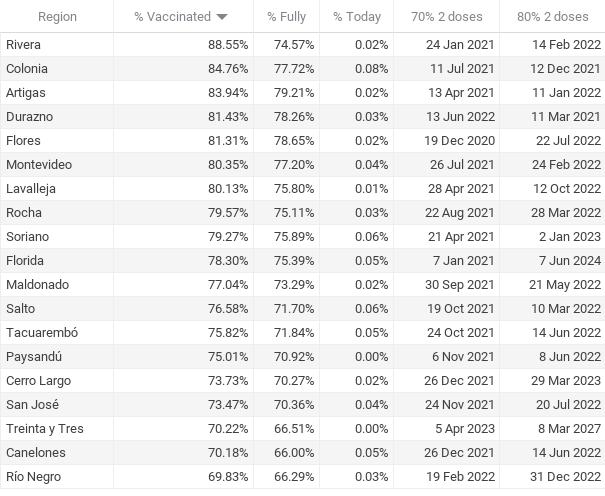 Region % Vaccinated % Fully % Today 70% 2 doses 80% 2 doses
Rivera 88.55% 74.57% 0.02% 24 Jan 2021 14 Feb 2022
Colonia 84.76% 77.72% 0.08% 11 Jul 2021 12 Dec 2021
Artigas 83.94% 79.21% 0.02% 13 Apr 2021 11 Jan 2022
Durazno 81.43% 78.26% 0.03% 13 Jun 2022 11 Mar 2021
Flores 81.31% 78.65% 0.02% 19 Dec 2020 22 Jul 2022
Montevideo 80.35% 77.20% 0.04% 26 Jul 2021 24 Feb 2022
Lavalleja 80.13% 75.80% 0.01% 28 Apr 2021 12 Oct 2022
Rocha 79.57% 75.11% 0.03% 22 Aug 2021 28 Mar 2022
Soriano 79.27% 75.89% 0.06% 21 Apr 2021 2 Jan 2023
Florida 78.30% 75.39% 0.05% 7 Jan 2021 7 Jun 2024
Maldonado 77.04% 73.29% 0.02% 30 Sep 2021 21 May 2022
Salto 76.58% 71.70% 0.06% 19 Oct 2021 10 Mar 2022
Tacuarembó 75.82% 71.84% 0.05% 24 Oct 2021 14 Jun 2022
Paysandú 75.01% 70.92% 0.00% 6 Nov 2021 8 Jun 2022
Cerro Largo 73.73% 70.27% 0.02% 26 Dec 2021 29 Mar 2023
San José 73.47% 70.36% 0.04% 24 Nov 2021 20 Jul 2022
Treinta y Tres 70.22% 66.51% 0.00% 5 Apr 2023 8 Mar 2027
Canelones 70.18% 66.00% 0.05% 26 Dec 2021 14 Jun 2022
Río Negro 69.83% 66.29% 0.03% 19 Feb 2022 31 Dec 2022